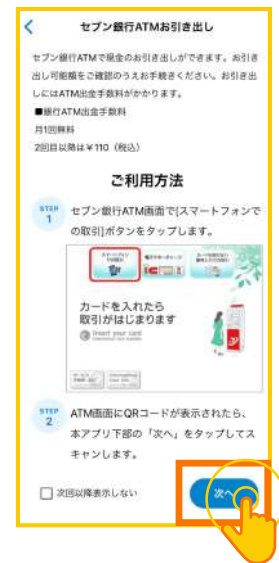 セブン銀行ATMお引き出し
セブン銀行ATMで現金のお引き出しができます。お引き
出し可能額をご確認のうえお手続きください。お引き出
しにはATM出金手数料がかかります。
■銀行ATM出金手数料
月1回無料
2回目以降は￥110（税込）
ご利用方法
STEP
1
セブン銀行ATM画面で[スマートフォンで
の取引]ボタンをタップします。
カードを入れたら
取引がはじまります
Insert your card
STEP
2
ATM画面にQRコードが表示されたら、
本アプリ下部の「次へ」をタップしてス
キャンします。
次回以降表示しない
次へ